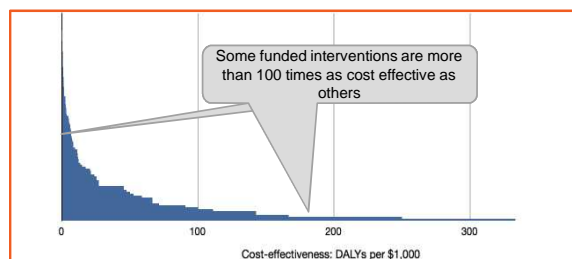 Some funded interventions are more
than 100 times as cost effective as
others
0
100
200
300
Cost-effectiveness: DALYs per $1,000